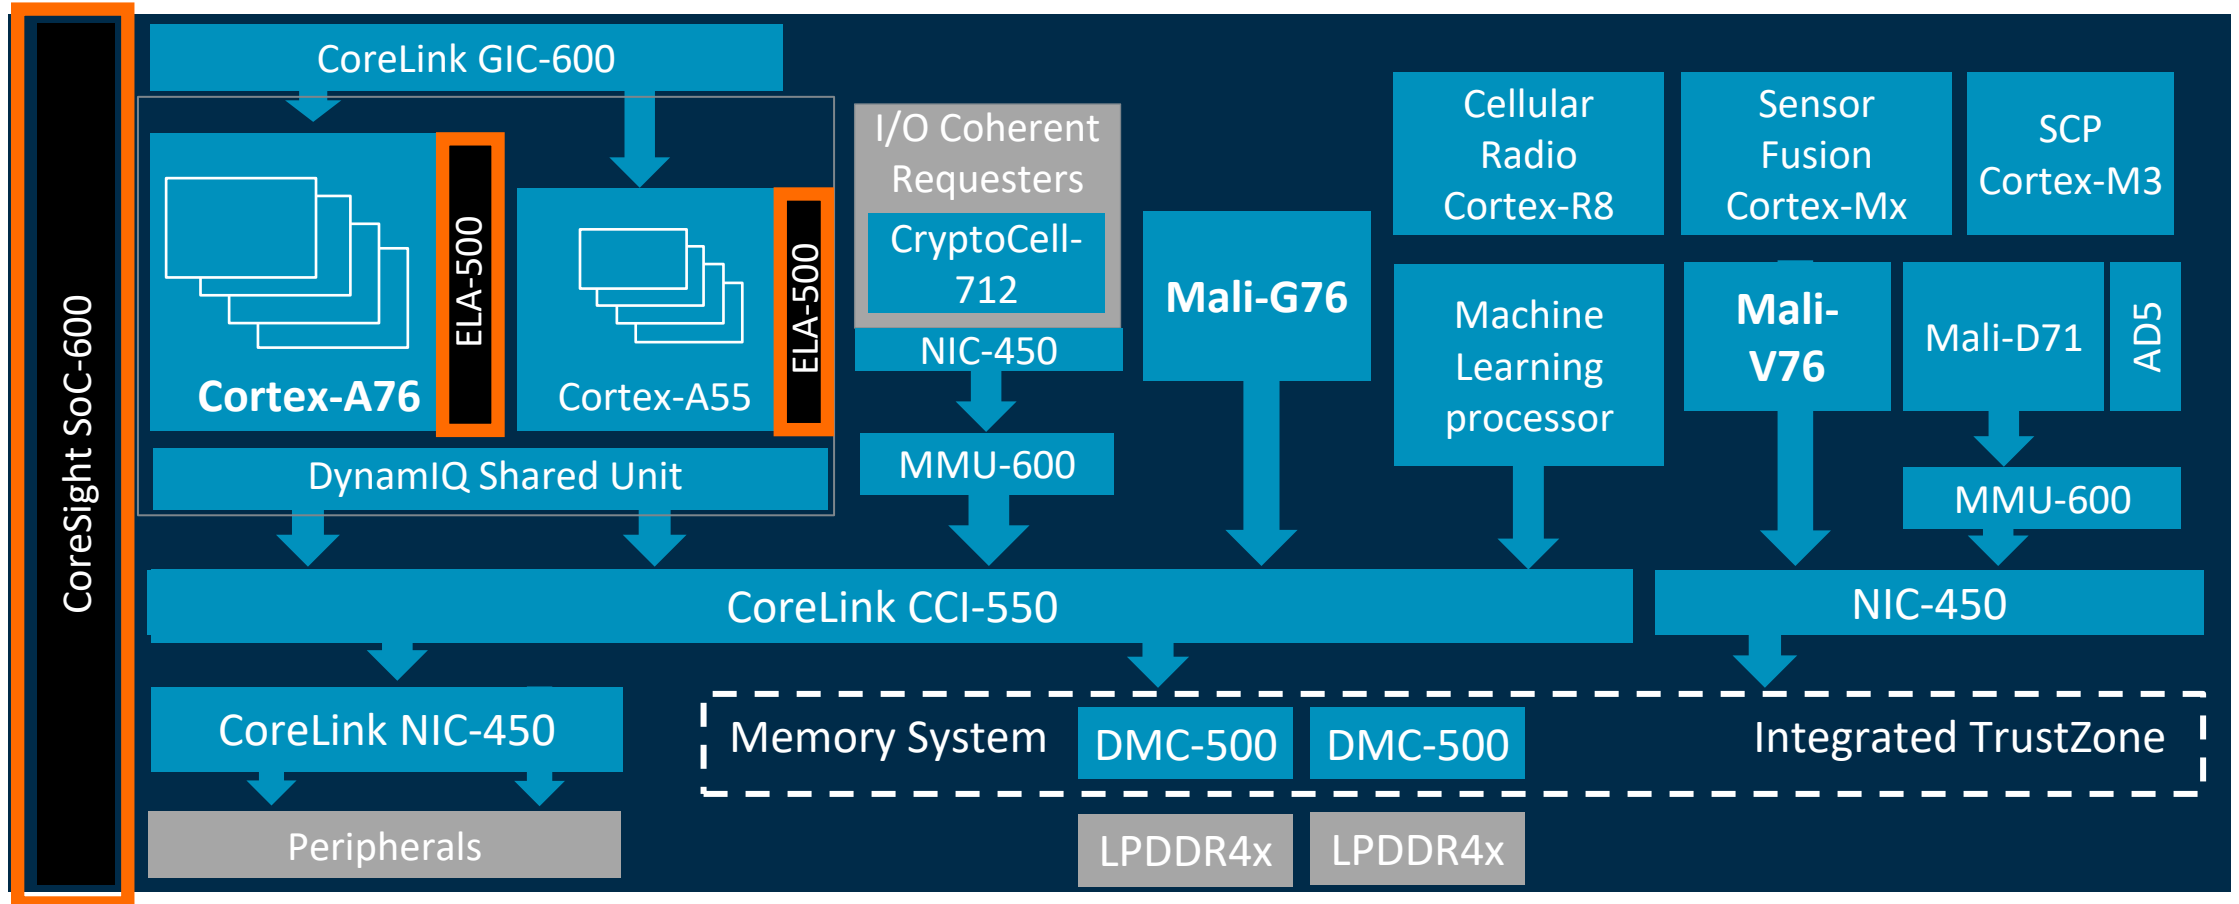 CoreSight SoC-600
CoreLink GIC-600
Cortex-A76
ELA-500
Cortex-A55
ELA-500
DynamIQ Shared Unit
I/O Coherent
Requesters
CryptoCell-
712
NIC-450
MMU-600
Mali-G76
Cellular
Radio
Cortex-R8
Sensor
Fusion
Cortex-Mx
SCP
Cortex-M3
Machine
Learning
processor
Mali-
V76
Mali-D71
AD5
MMU-600
CoreLink CCI-550
NIC-450
CoreLink NIC-450
Peripherals
Memory System
DMC-500
DMC-500
Integrated TrustZone
LPDDR4x
LPDDR4x